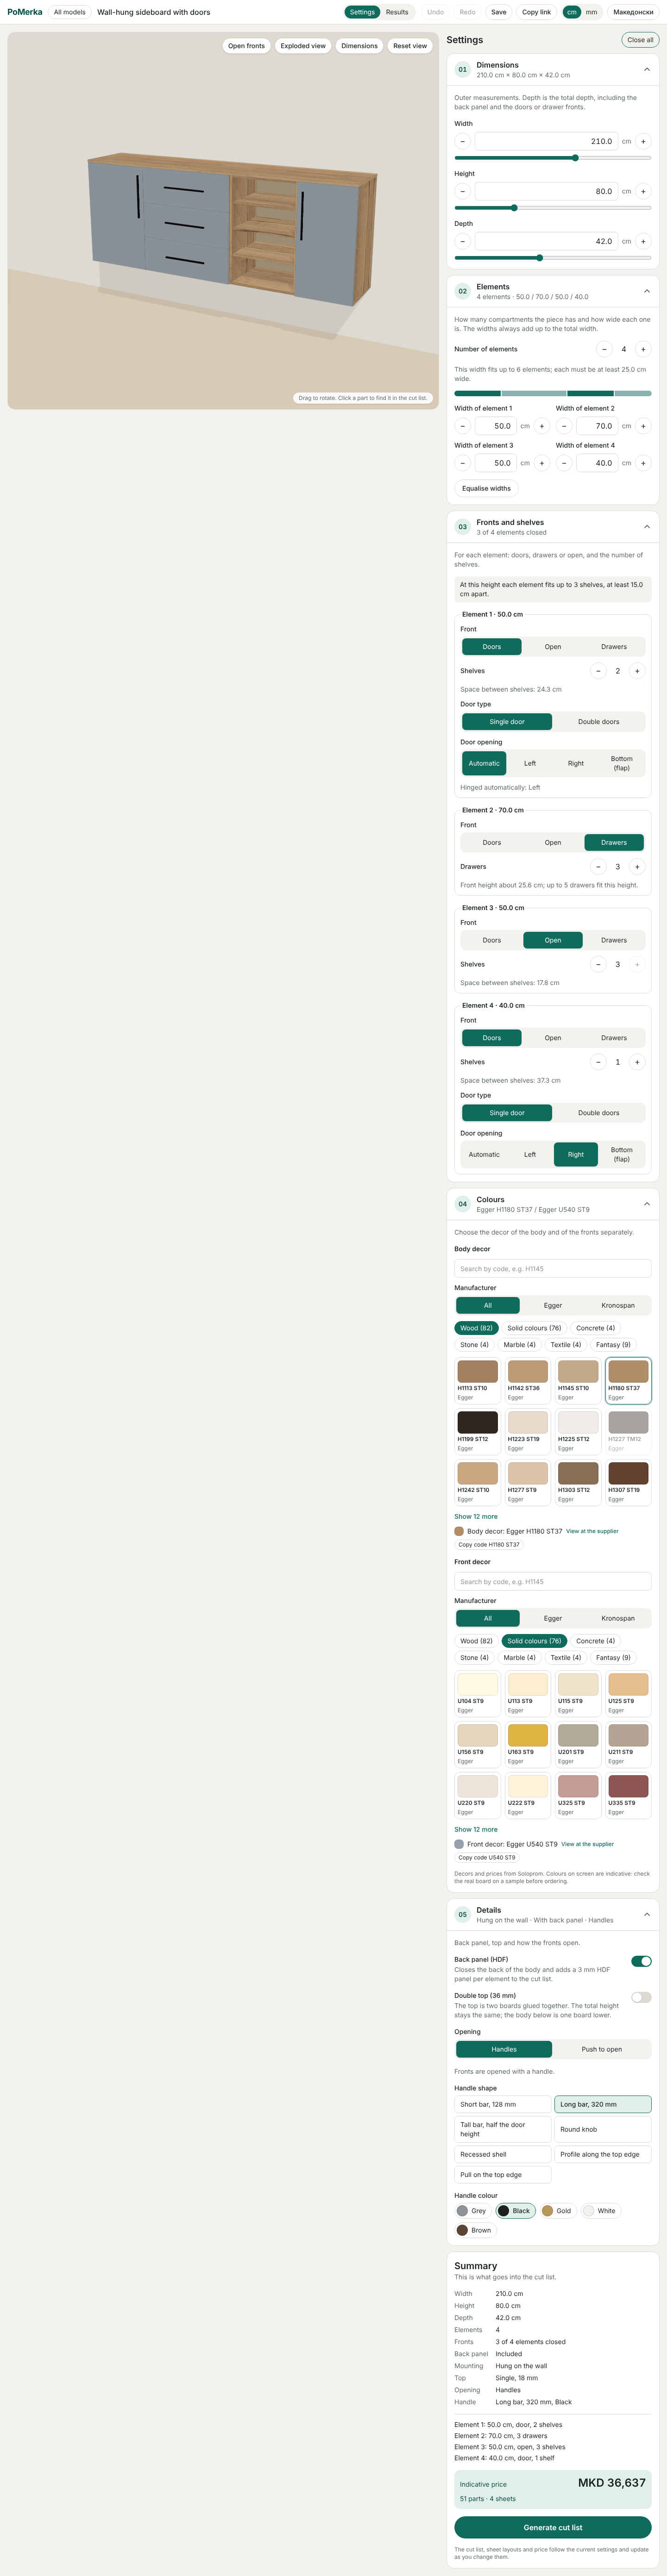 PoMerka
All models
Wall-hung sideboard with doors
Settings
Results
Undo
Redo
Save
Copy link
cm
mm
Македонски
Open fronts
Exploded view
Dimensions
Reset view
Drag to rotate. Click a part to find it in the cut list.
Settings
Close all
01
Dimensions
210.0 cm × 80.0 cm × 42.0 cm
Outer measurements. Depth is the total depth, including the
back panel and the doors or drawer fronts.
Width
− 210.0 cm +
Height
− 80.0 cm +
Depth
− 42.0 cm +
02
Elements
4 elements · 50.0 / 70.0 / 50.0 / 40.0
How many compartments the piece has and how wide each one
is. The widths always add up to the total width.
Number of elements − 4 +
This width fits up to 6 elements; each must be at least 25.0 cm
wide.
Width of element 1
− 50.0 cm +
Width of element 2
− 70.0 cm +
Width of element 3
− 50.0 cm +
Width of element 4
− 40.0 cm +
Equalise widths
03
Fronts and shelves
3 of 4 elements closed
For each element: doors, drawers or open, and the number of
shelves.
At this height each element fits up to 3 shelves, at least 15.0
cm apart.
Element 1 · 50.0 cm
Front
Doors Open Drawers
Shelves − 2 +
Space between shelves: 24.3 cm
Door type
Single door Double doors
Door opening
Automatic Left Right Bottom
(flap)
Hinged automatically: Left
Element 2 · 70.0 cm
Front
Doors Open Drawers
Drawers − 3 +
Front height about 25.6 cm; up to 5 drawers fit this height.
Element 3 · 50.0 cm
Front
Doors Open Drawers
Shelves − 3 +
Space between shelves: 17.8 cm
Element 4 · 40.0 cm
Front
Doors Open Drawers
Shelves − 1 +
Space between shelves: 37.3 cm
Door type
Single door Double doors
Door opening
Automatic Left Right Bottom
(flap)
04
Colours
Egger H1180 ST37 / Egger U540 ST9
Choose the decor of the body and of the fronts separately.
Body decor
Search by code, e.g. H1145
Manufacturer
All Egger Kronospan
Wood (82) Solid colours (76) Concrete (4)
Stone (4) Marble (4) Textile (4) Fantasy (9)
H1113 ST10 H1142 ST36 H1145 ST10 H1180 ST37
Egger Egger Egger Egger
H1199 ST12 H1223 ST19 H1225 ST12 H1227 TM12
Egger Egger Egger Egger
H1242 ST10 H1277 ST9 H1303 ST12 H1307 ST19
Egger Egger Egger Egger
Show 12 more
Body decor: Egger H1180 ST37 View at the supplier
Copy code H1180 ST37
Front decor
Search by code, e.g. H1145
Manufacturer
All Egger Kronospan
Wood (82) Solid colours (76) Concrete (4)
Stone (4) Marble (4) Textile (4) Fantasy (9)
U104 ST9 U113 ST9 U115 ST9 U125 ST9
Egger Egger Egger Egger
U156 ST9 U163 ST9 U201 ST9 U211 ST9
Egger Egger Egger Egger
U220 ST9 U222 ST9 U325 ST9 U335 ST9
Egger Egger Egger Egger
Show 12 more
Front decor: Egger U540 ST9 View at the supplier
Copy code U540 ST9
Decors and prices from Soloprom. Colours on screen are indicative: check
the real board on a sample before ordering.
05
Details
Hung on the wall · With back panel · Handles
Back panel, top and how the fronts open.
Back panel (HDF)
Closes the back of the body and adds a 3 mm HDF
panel per element to the cut list.
Double top (36 mm)
The top is two boards glued together. The total height
stays the same; the body below is one board lower.
Opening
Handles Push to open
Fronts are opened with a handle.
Handle shape
Short bar, 128 mm
Long bar, 320 mm
Tall bar, half the door
height
Round knob
Recessed shell
Profile along the top edge
Pull on the top edge
Handle colour
Grey Black Gold White
Brown
Summary
This is what goes into the cut list.
Width 210.0 cm
Height 80.0 cm
Depth 42.0 cm
Elements 4
Fronts 3 of 4 elements closed
Back panel Included
Mounting Hung on the wall
Top Single, 18 mm
Opening Handles
Handle Long bar, 320 mm, Black
Element 1: 50.0 cm, door, 2 shelves
Element 2: 70.0 cm, 3 drawers
Element 3: 50.0 cm, open, 3 shelves
Element 4: 40.0 cm, door, 1 shelf
Indicative price MKD 36,637
51 parts · 4 sheets
Generate cut list
The cut list, sheet layouts and price follow the current settings and update
as you change them.